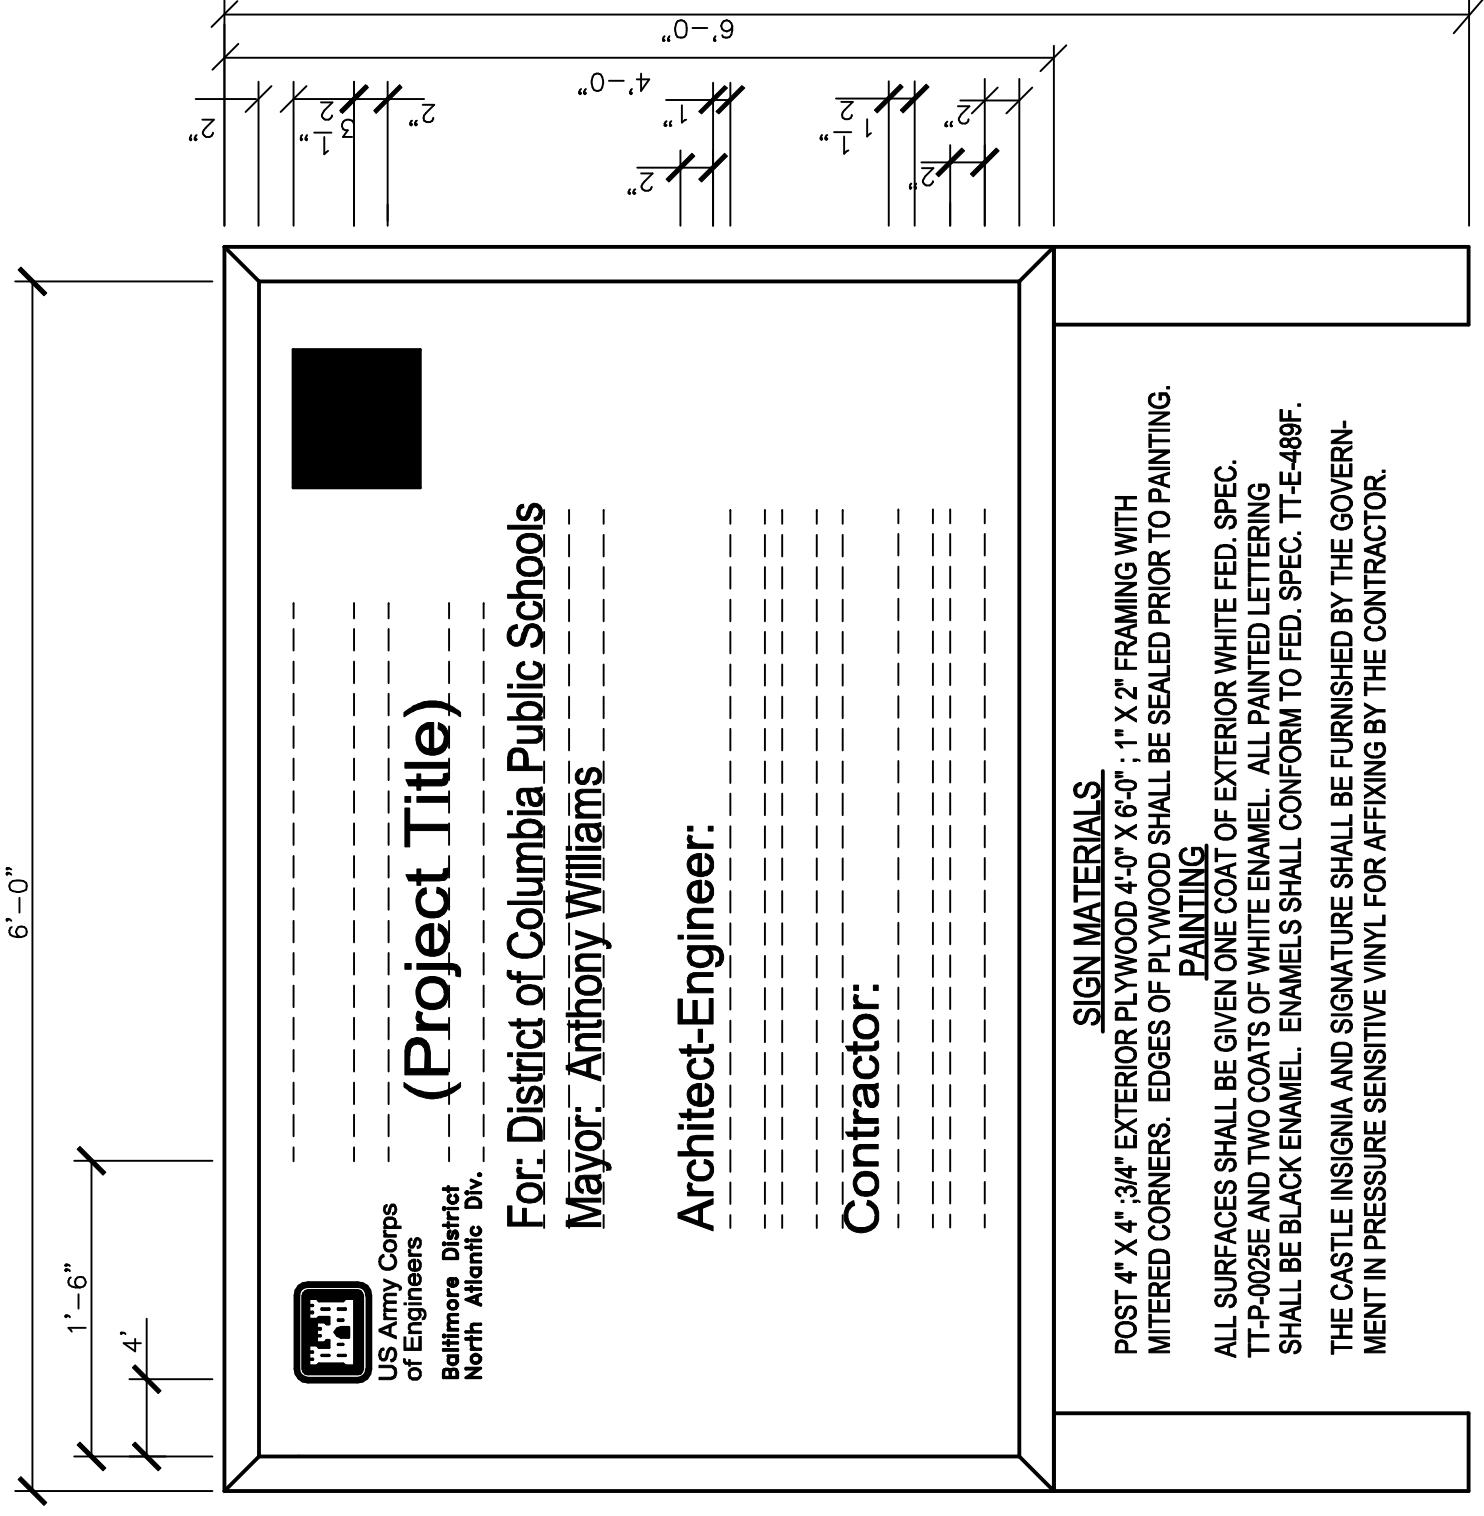 6'-0"
1'-6"
4'
US Army Corps
of Engineers
Baltimore District
North Atlantic Div.
(Project Title)
For: District of Columbia Public Schools
Mayor: Anthony Williams
Architect-Engineer:
Contractor:
2"
3 1/2"
2"
4'-0"
6'-0"
1"
2"
1 1/2"
2"
2"
SIGN MATERIALS
POST 4" X 4" ;3/4" EXTERIOR PLYWOOD 4'-0" X 6'-0" ; 1" X 2" FRAMING WITH
MITERED CORNERS. EDGES OF PLYWOOD SHALL BE SEALED PRIOR TO PAINTING.
PAINTING
ALL SURFACES SHALL BE GIVEN ONE COAT OF EXTERIOR WHITE FED. SPEC.
TT-P-0025E AND TWO COATS OF WHITE ENAMEL. ALL PAINTED LETTERING
SHALL BE BLACK ENAMEL. ENAMELS SHALL CONFORM TO FED. SPEC. TT-E-489F.
THE CASTLE INSIGNIA AND SIGNATURE SHALL BE FURNISHED BY THE GOVERN-
MENT IN PRESSURE SENSITIVE VINYL FOR AFFIXING BY THE CONTRACTOR.